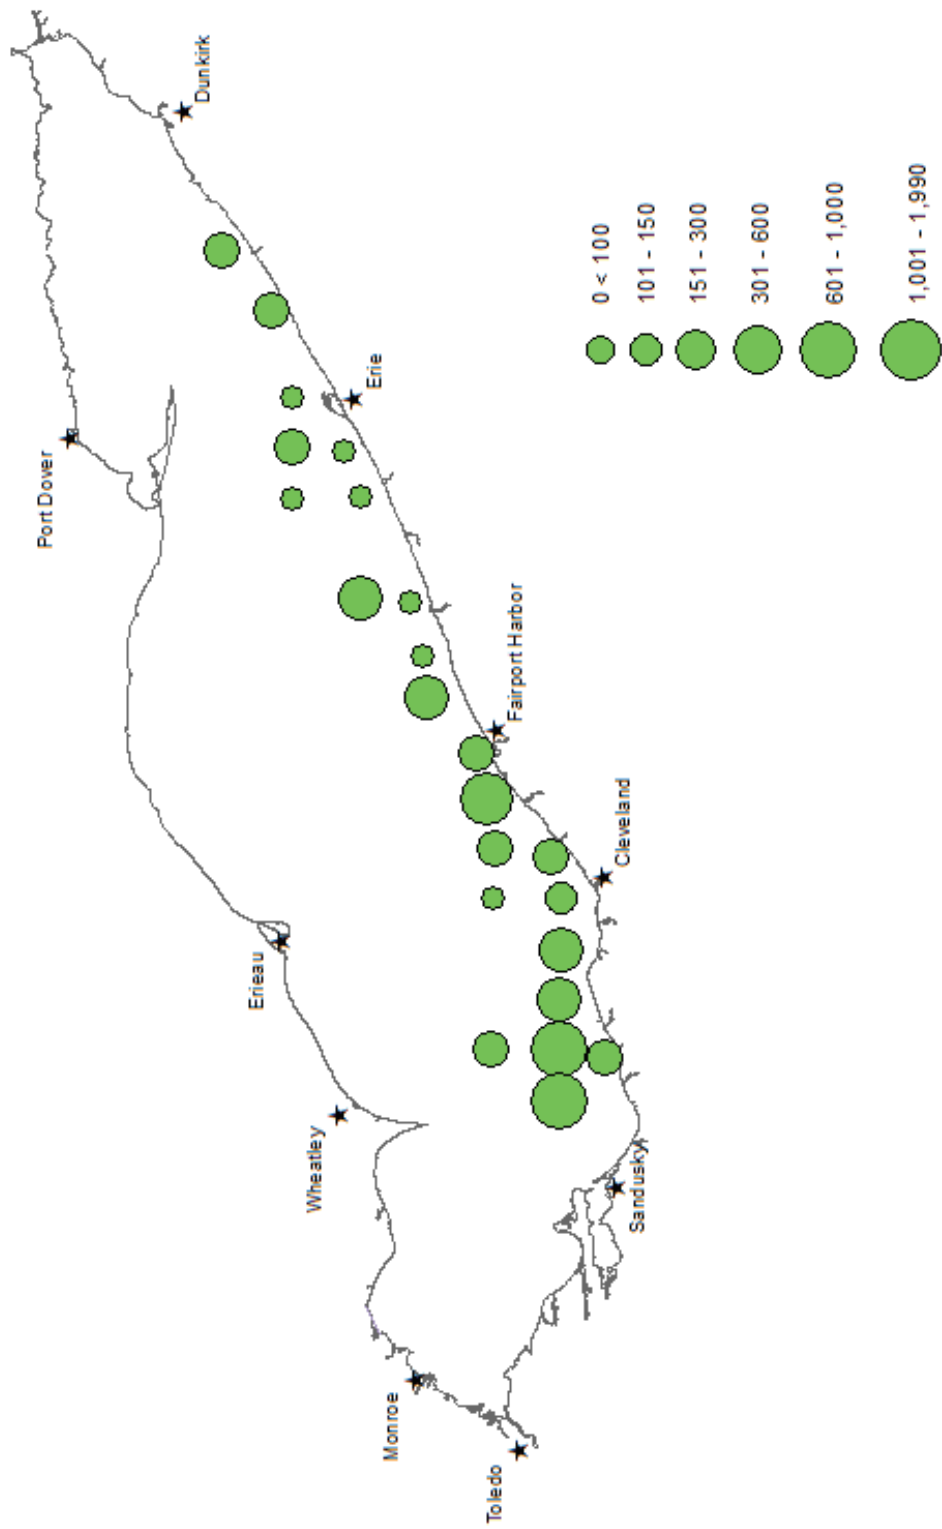 Port Dover
Dunkirk
Erie
Erieau
Wheatley
Fairport Harbor
Cleveland
Monroe
Sandusky
Toledo
0 < 100
101 - 150
151 - 300
301 - 600
601 - 1,000
1,001 - 1,990